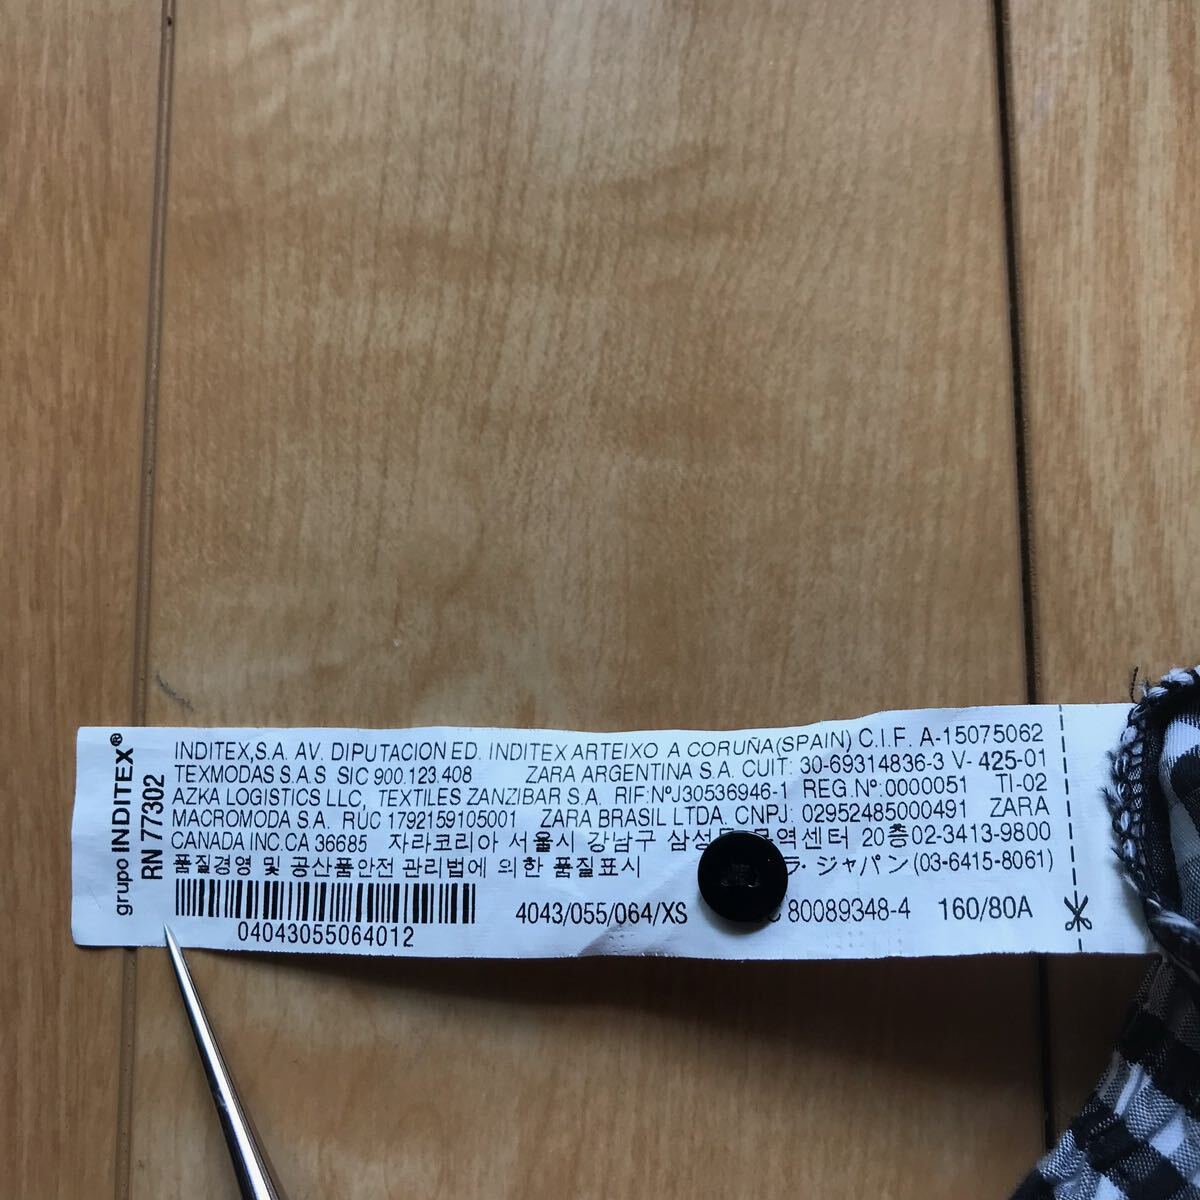 grupo INDITEX®
RN 77302
INDITEX,S.A. AV. DIPUTACION ED. INDITEX ARTEIXO A CORUÑA (SPAIN) C.I.F. A-15075062
TEXMODAS S.A.S SIC 900.123.408 ZARA ARGENTINA S.A. CUIT: 30-69314836-3 V- 425-01
AZKA LOGISTICS LLC, TEXTILES ZANZIBAR S.A. RIF:NºJ30536946-1 REG.Nº:0000051 TI-02
MACROMODA S.A. RUC 1792159105001 ZARA BRASIL LTDA. CNPJ: 02952485000491 ZARA
CANADA INC.CA 36685 자라코리아 서울시 강남구 역센터 20층02-3413-9800
품질경영 및 공산품안전 관리법에 의한 품질표시 ラ・ジャパン(03-6415-8061)
4043/055/064/XS 80089348-4 160/80A
04043055064012